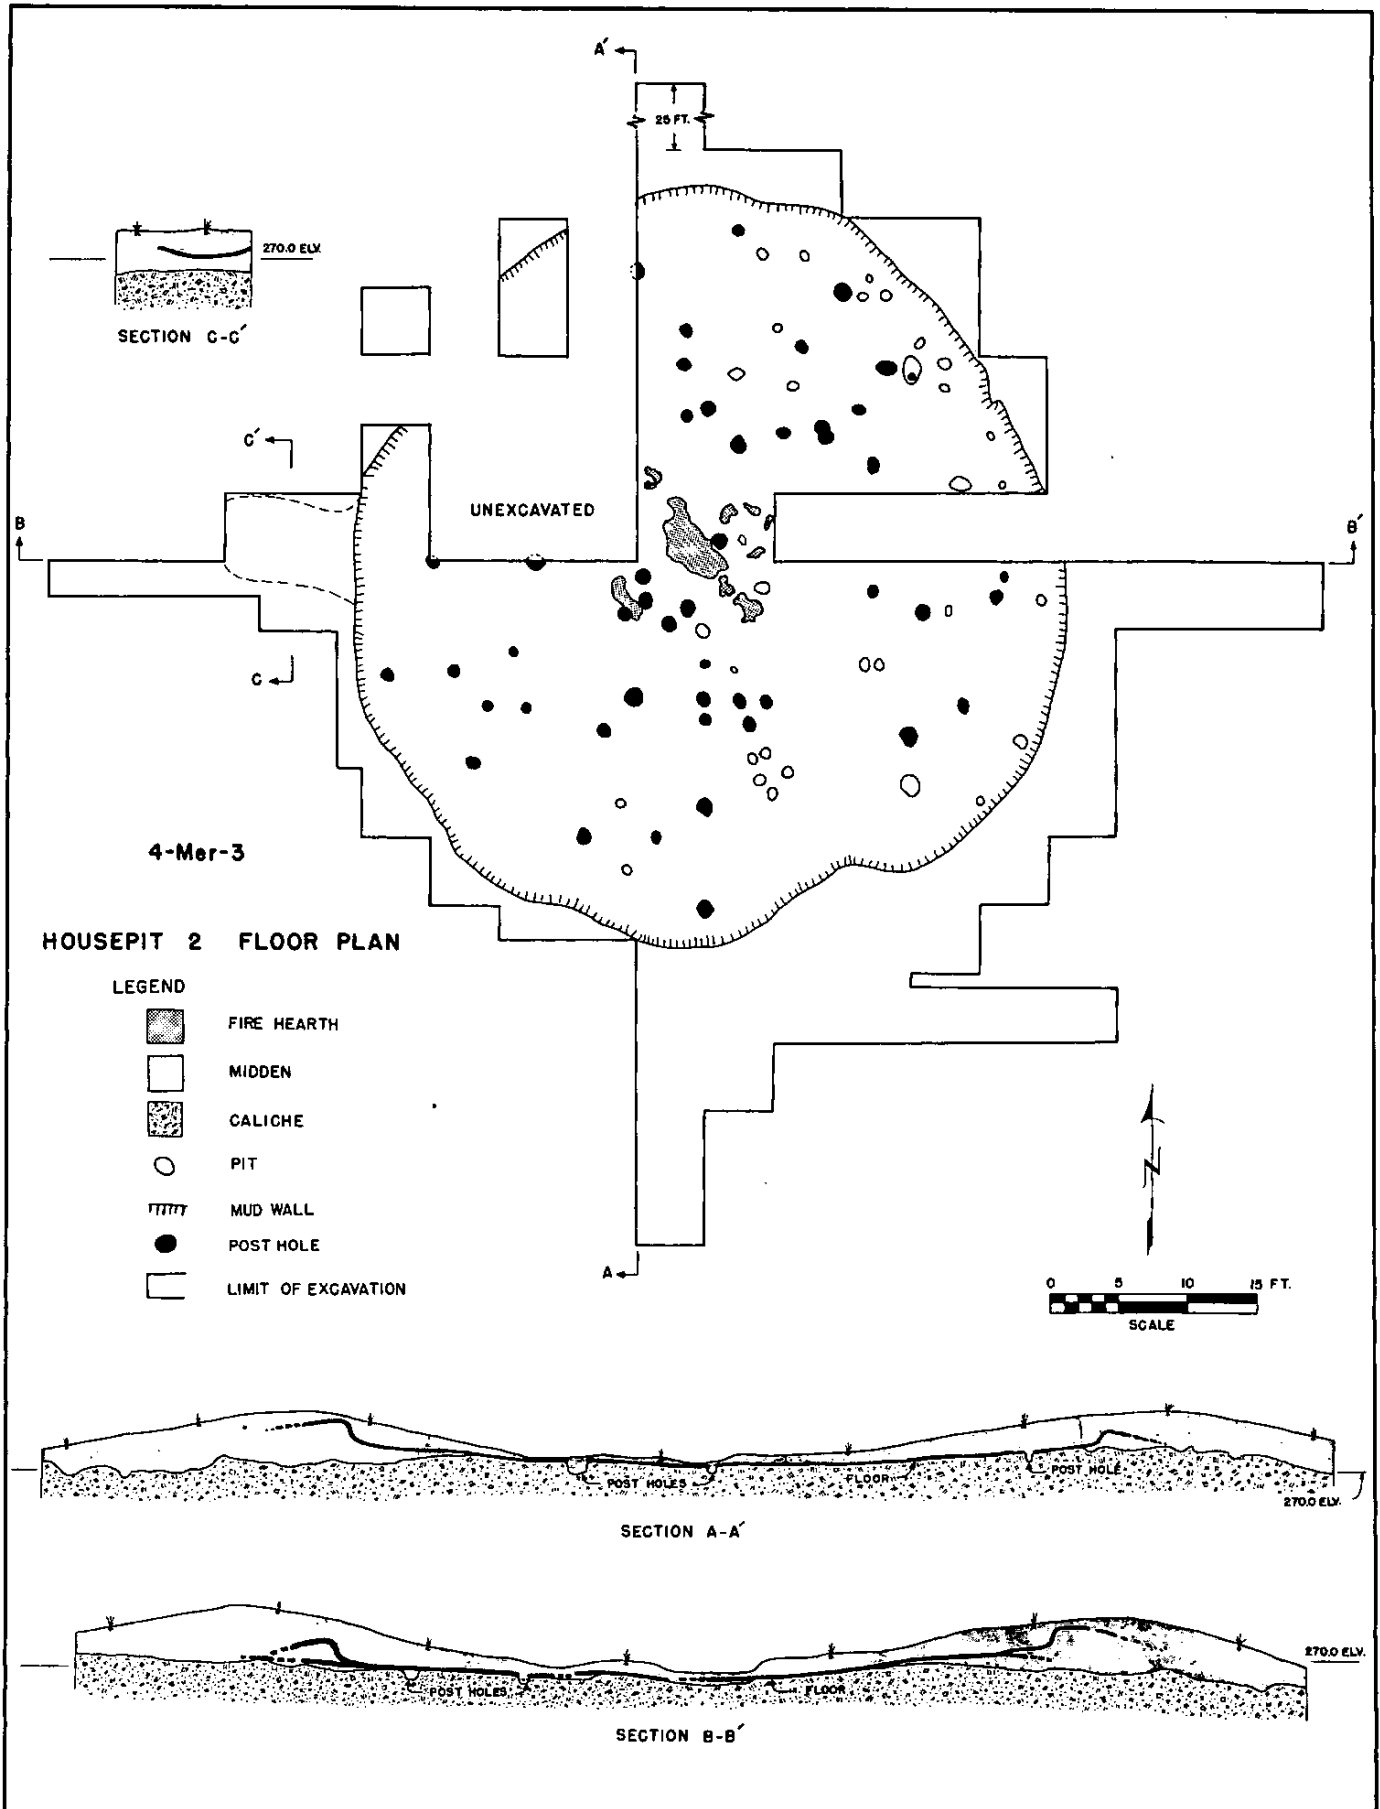 A′
25 FT.
270.0 ELV.
SECTION C-C′
C′
UNEXCAVATED
B
B′
C
4-Mer-3
HOUSEPIT 2 FLOOR PLAN
LEGEND
FIRE HEARTH
MIDDEN
CALICHE
PIT
MUD WALL
POST HOLE
LIMIT OF EXCAVATION
N
A
0 5 10 15 FT.
SCALE
POST HOLES
FLOOR
POST HOLE
270.0 ELV.
SECTION A-A′
270.0 ELV.
POST HOLES
FLOOR
SECTION B-B′